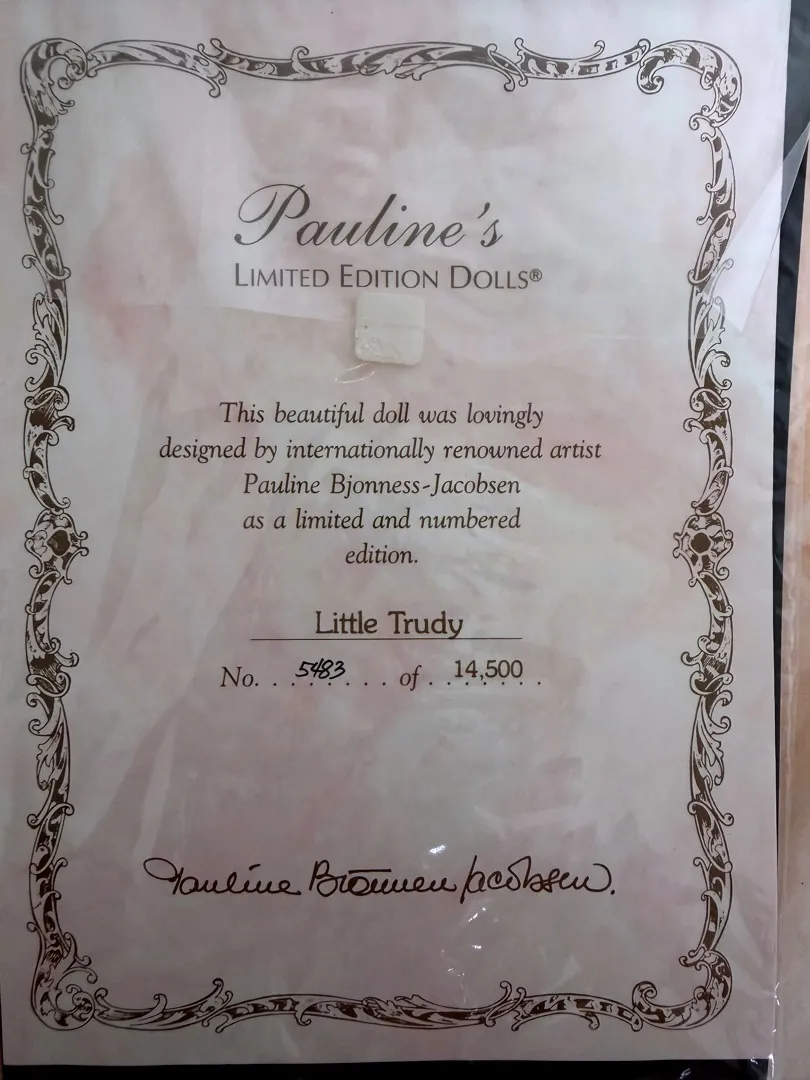 Pauline's
LIMITED EDITION DOLLS®
This beautiful doll was lovingly
designed by internationally renowned artist
Pauline Bjonness-Jacobsen
as a limited and numbered
edition.
Little Trudy
No. . . 5483 . . . of . . 14,500 .
Pauline Bjonness Jacobsen.